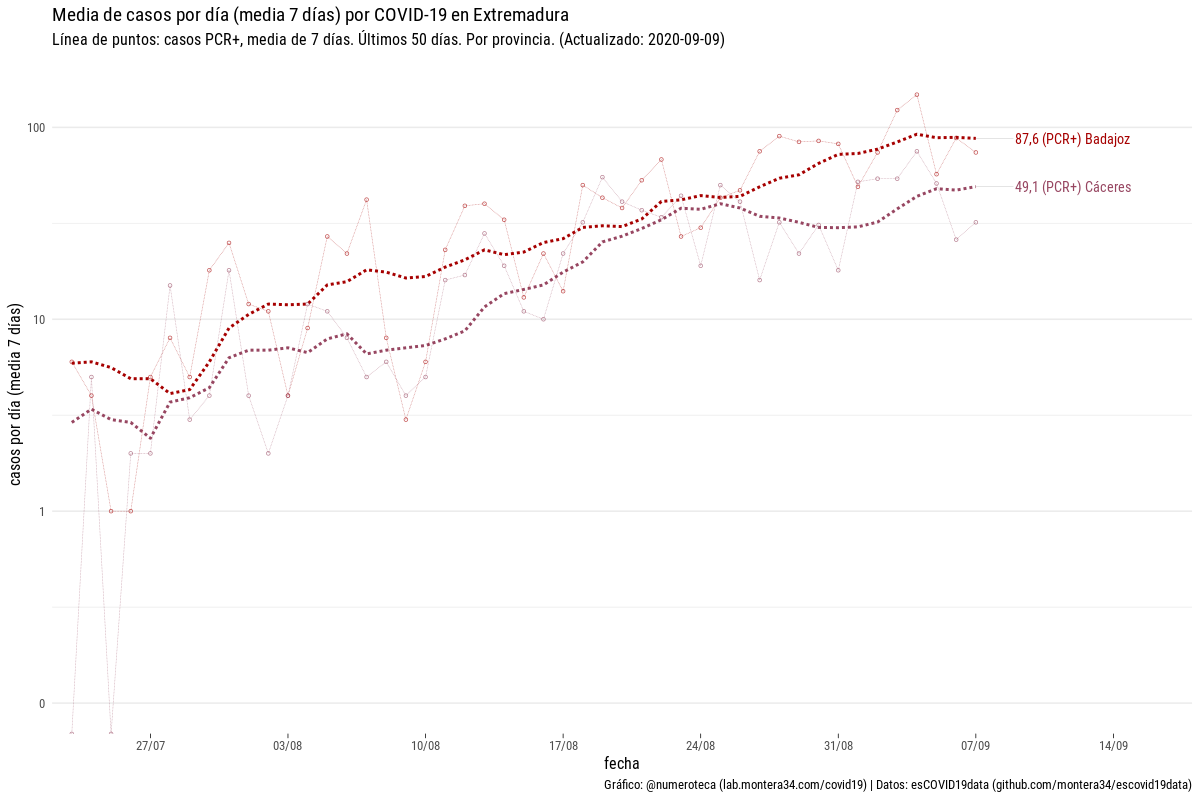 Media de casos por día (media 7 días) por COVID-19 en Extremadura
Línea de puntos: casos PCR+, media de 7 días. Últimos 50 días. Por provincia. (Actualizado: 2020-09-09)
100
10
1
0
casos por día (media 7 días)
87,6 (PCR+) Badajoz
49,1 (PCR+) Cáceres
27/07
03/08
10/08
17/08
24/08
31/08
07/09
14/09
fecha
Gráfico: @numeroteca (lab.montera34.com/covid19) | Datos: esCOVID19data (github.com/montera34/escovid19data)